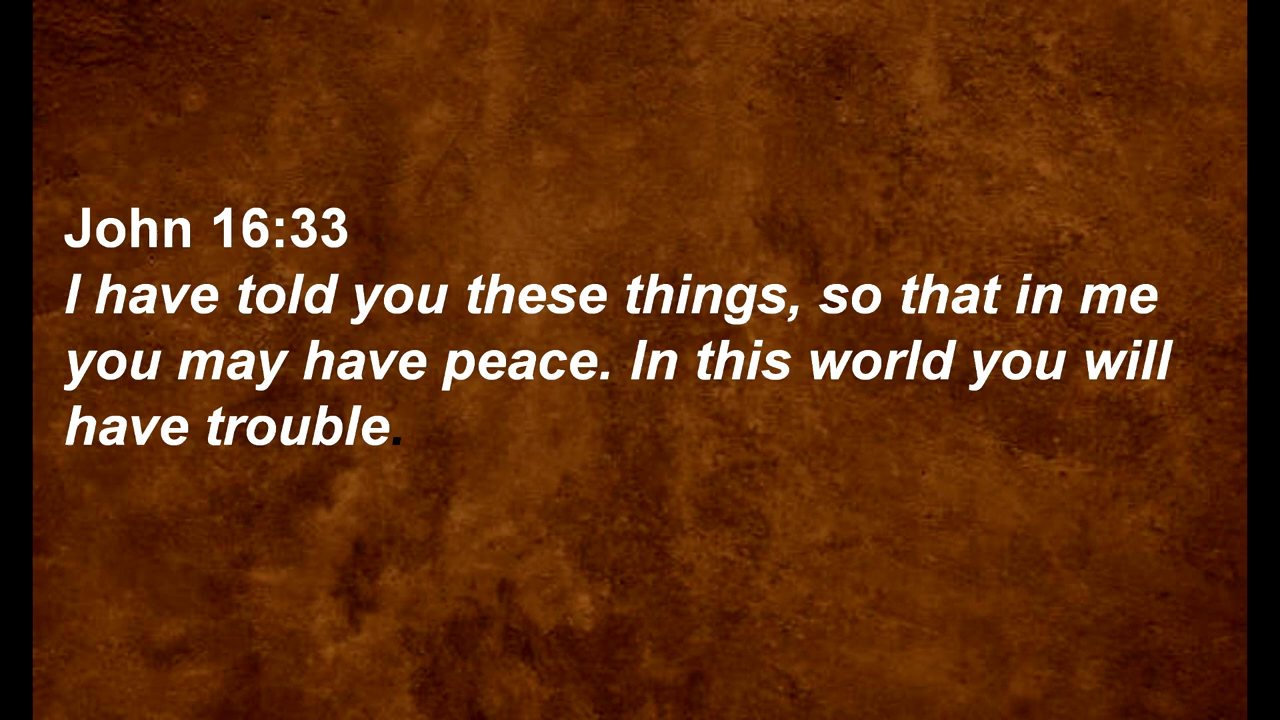 John 16:33
I have told you these things, so that in me
you may have peace. In this world you will
have trouble.